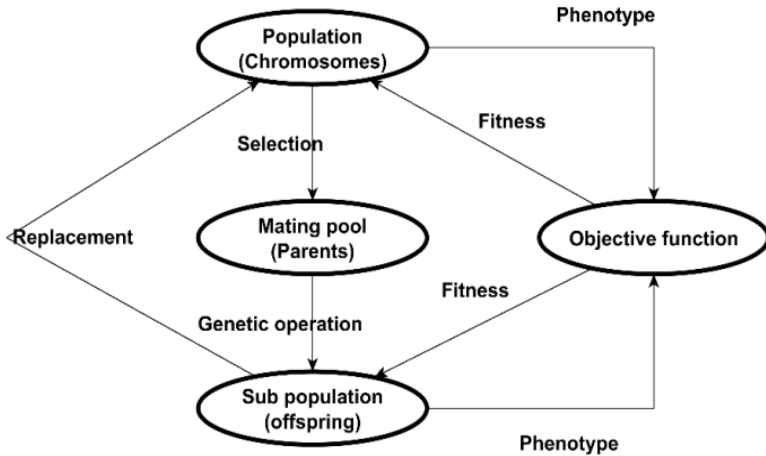 Phenotype
Population
(Chromosomes)
Fitness
Selection
Replacement
Mating pool
(Parents)
Objective function
Fitness
Genetic operation
Sub population
(offspring)
Phenotype